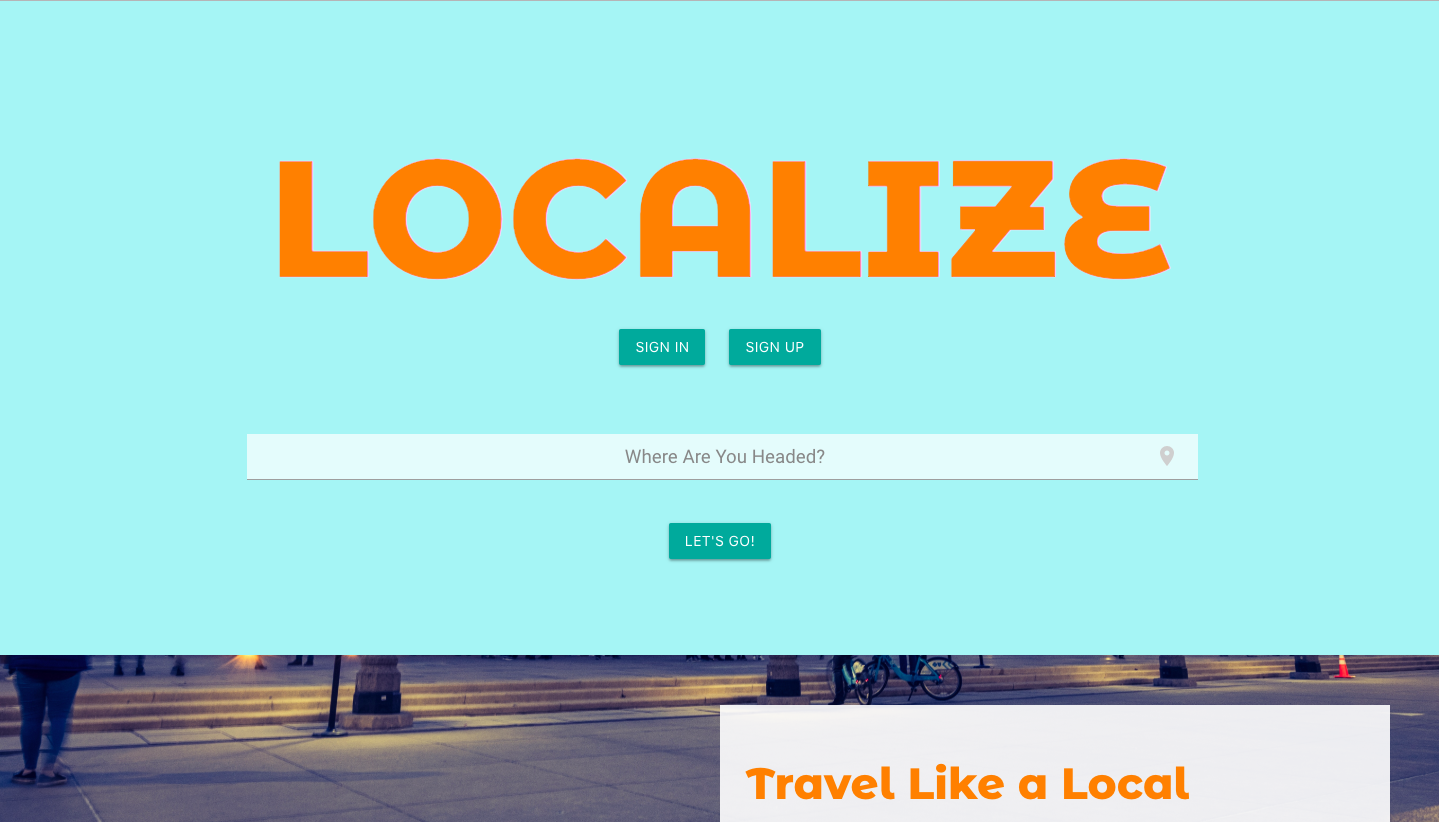 LOCALIZE
SIGN IN SIGN UP
Where Are You Headed?
LET'S GO!
Travel Like a Local